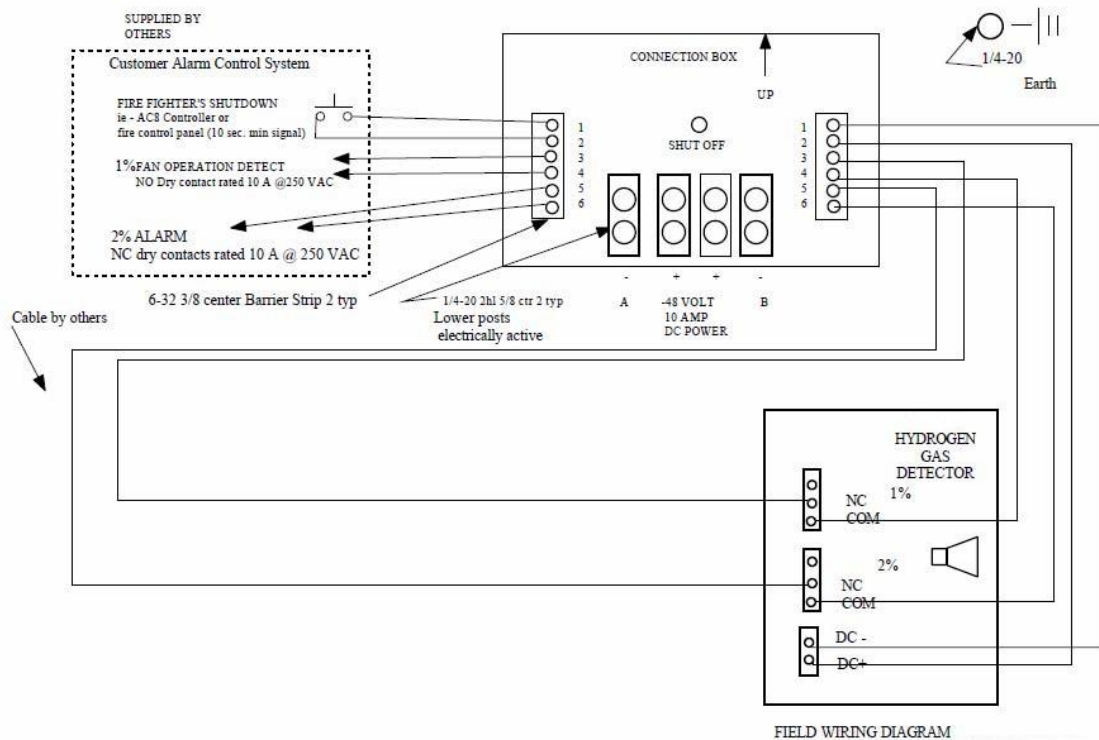 SUPPLIED BY
OTHERS
Customer Alarm Control System
FIRE FIGHTER'S SHUTDOWN
ie - AC8 Controller or
fire control panel (10 sec. min signal)
1% FAN OPERATION DETECT
NO Dry contact rated 10 A @250 VAC
2% ALARM
NC dry contacts rated 10 A @ 250 VAC
CONNECTION BOX
UP
SHUT OFF
1
2
3
4
5
6
1
2
3
4
5
6
1/4-20
Earth
- + + -
A -48 VOLT B
10 AMP
DC POWER
6-32 3/8 center Barrier Strip 2 typ
1/4-20 2hl 5/8 ctr 2 typ
Lower posts
electrically active
Cable by others
HYDROGEN
GAS
DETECTOR
1%
NC
COM
2%
NC
COM
DC -
DC+
FIELD WIRING DIAGRAM